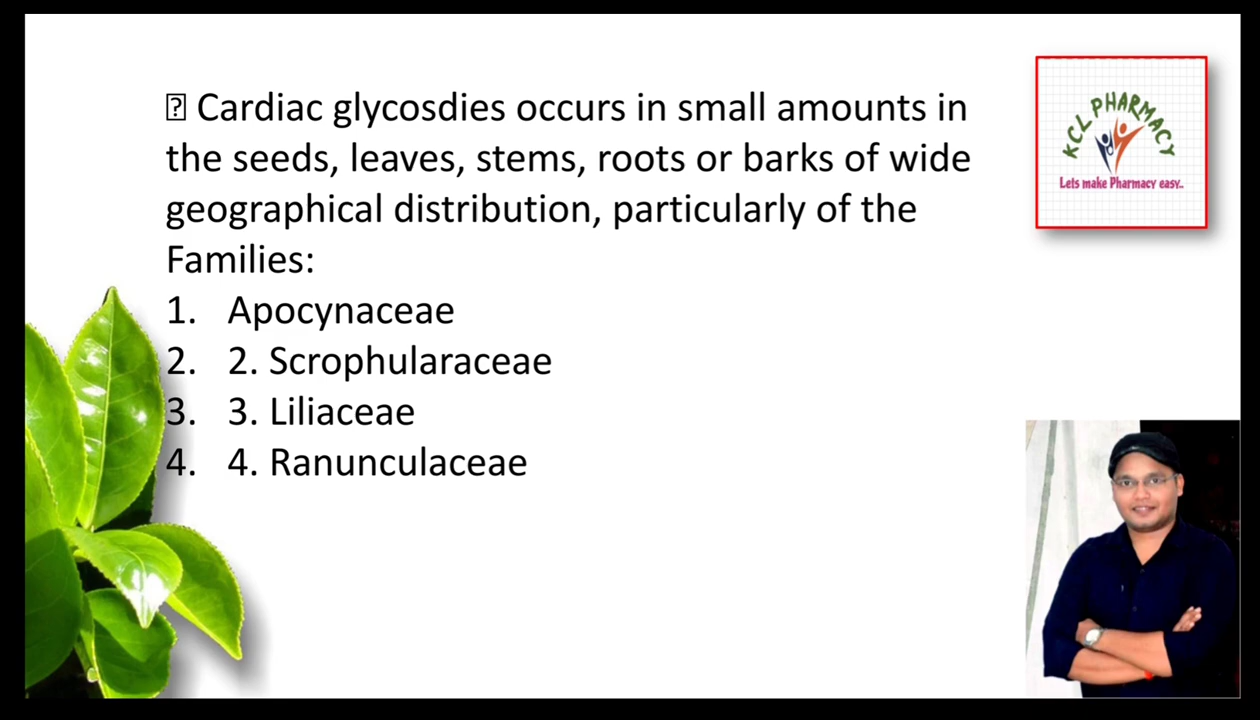 ⍰ Cardiac glycosdies occurs in small amounts in
the seeds, leaves, stems, roots or barks of wide
geographical distribution, particularly of the
Families:
1. Apocynaceae
2. 2. Scrophularaceae
3. 3. Liliaceae
4. 4. Ranunculaceae
KCL PHARMACY
Lets make Pharmacy easy..